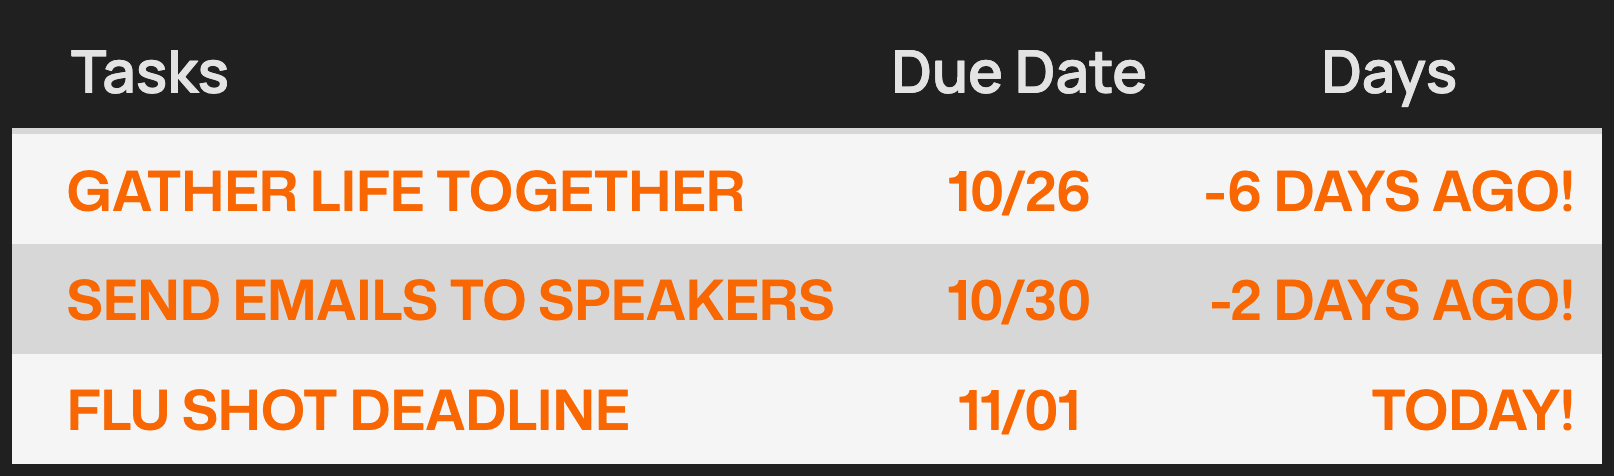 Tasks Due Date Days
GATHER LIFE TOGETHER 10/26 -6 DAYS AGO!
SEND EMAILS TO SPEAKERS 10/30 -2 DAYS AGO!
FLU SHOT DEADLINE 11/01 TODAY!